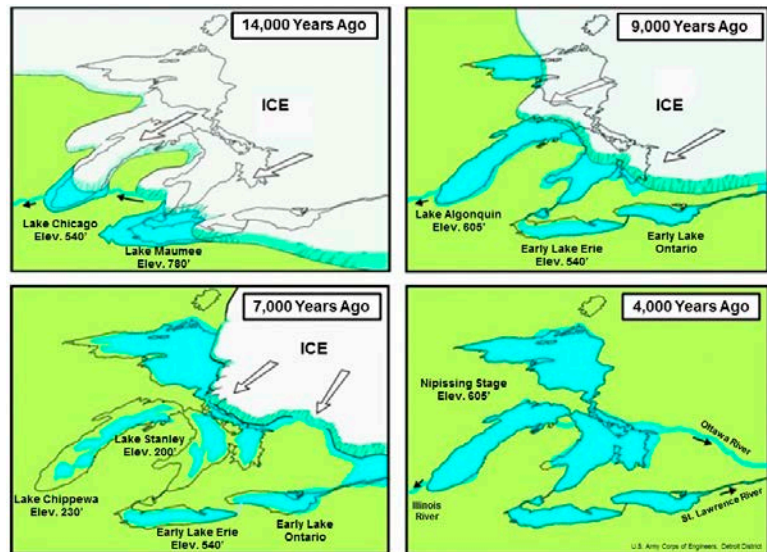 14,000 Years Ago
ICE
Lake Chicago
Elev. 540'
Lake Maumee
Elev. 780'
9,000 Years Ago
ICE
Lake Algonquin
Elev. 605'
Early Lake Erie
Elev. 540'
Early Lake
Ontario
7,000 Years Ago
ICE
Lake Stanley
Elev. 200'
Lake Chippewa
Elev. 230'
Early Lake Erie
Elev. 540'
Early Lake
Ontario
4,000 Years Ago
Nipissing Stage
Elev. 605'
Ottawa River
Illinois
River
St. Lawrence River
U.S. Army Corps of Engineers, Detroit District